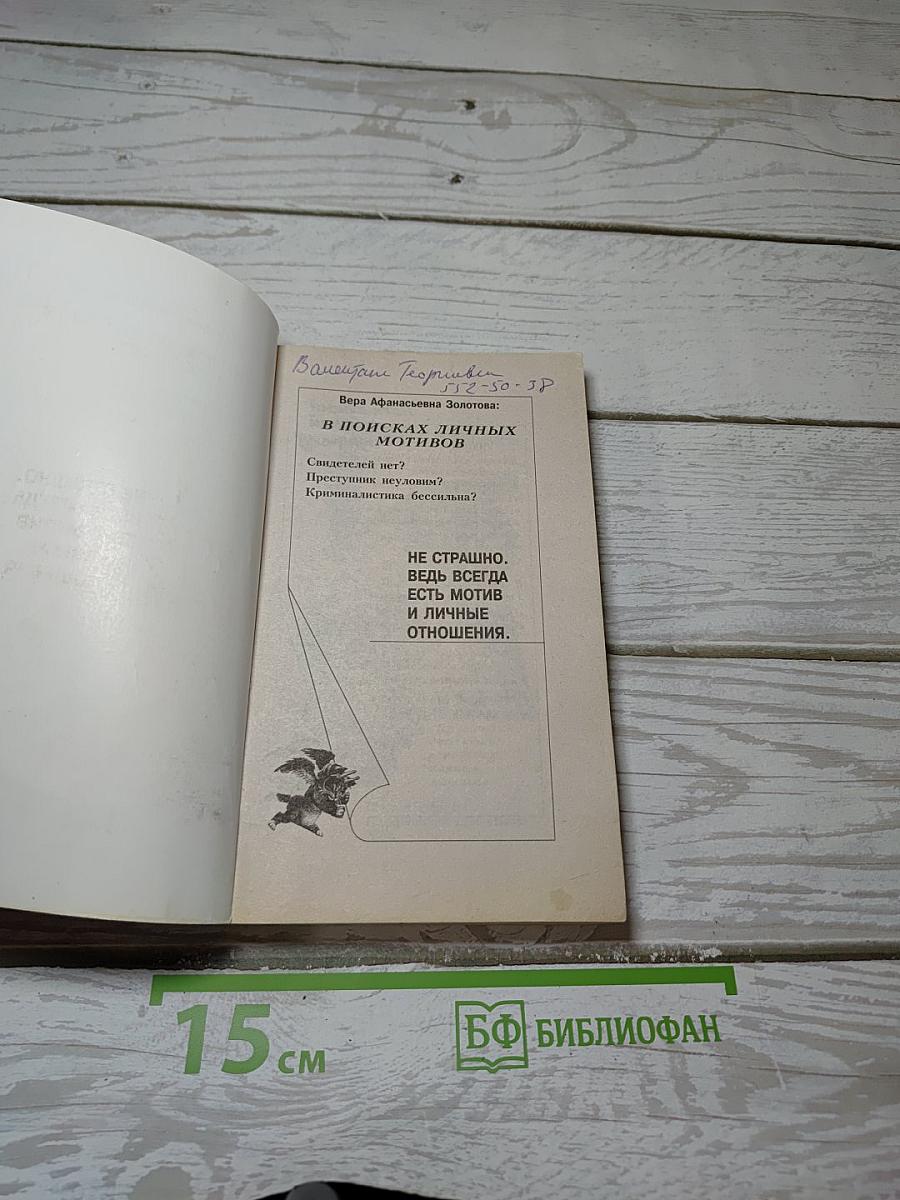 Валентин Георгиевич
552-50-38
Вера Афанасьевна Золотова:
В ПОИСКАХ ЛИЧНЫХ
МОТИВОВ
Свидетелей нет?
Преступник неуловим?
Криминалистика бессильна?
НЕ СТРАШНО.
ВЕДЬ ВСЕГДА
ЕСТЬ МОТИВ
И ЛИЧНЫЕ
ОТНОШЕНИЯ.
15 см
БФ БИБЛИОФАН